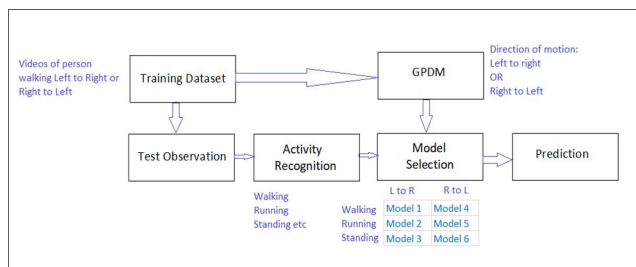 Videos of person
walking Left to Right or
Right to Left
Training Dataset
GPDM
Direction of motion:
Left to right
OR
Right to Left
Test Observation
Activity
Recognition
Model
Selection
Prediction
Walking
Running
Standing etc
L to R R to L
Walking Model 1 Model 4
Running Model 2 Model 5
Standing Model 3 Model 6